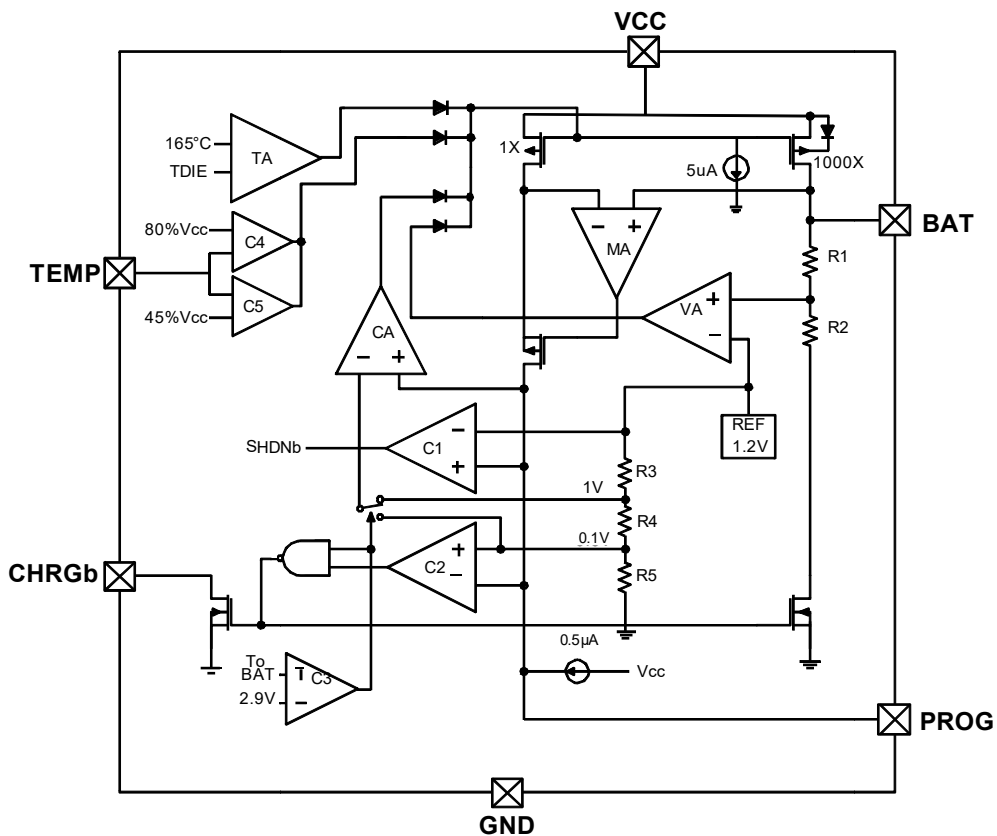 VCC
165°C
TDIE
TA
1X
1000X
5uA
80%Vcc
C4
– +
MA
BAT
TEMP
C5
45%Vcc
R1
VA
+
–
R2
CA
– +
REF
1.2V
SHDNb
C1
–
+
R3
1V
R4
0.1V
C2
+
–
R5
CHRGb
0.5µA
Vcc
To
BAT
2.9V
C3
–
PROG
GND